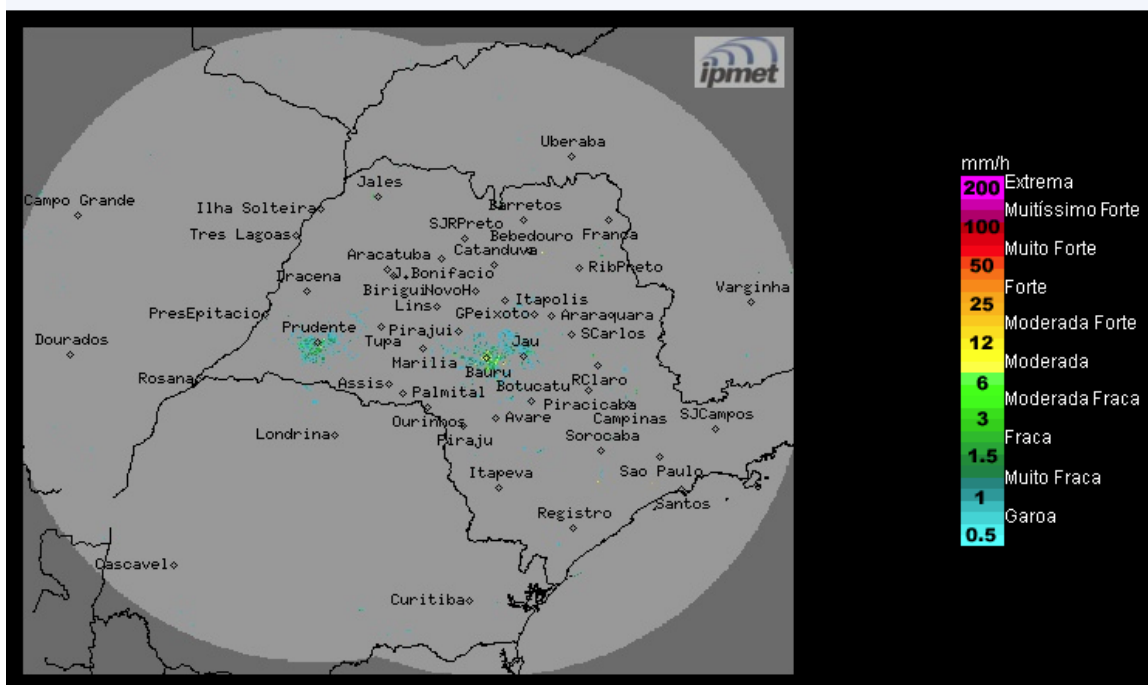 ipmet
Uberaba
Jales
Campo Grande
Ilha Solteira
Barretos
Tres Lagoas
SJRPreto
Bebedouro Franca
Aracatuba
Catanduva
Dracena
J.Bonifacio
RibPreto
BiriguiNovoH
Varginha
Lins
Itapolis
PresEpitacio
GPeixoto
Araraquara
Dourados
Prudente
Pirajui
SCarlos
Tupa
Jau
Marilia
Rosana
Bauru
Assis
Botucatu
RClaro
Palmital
Piracicaba
Ourinhos
Avare
Campinas
SJCampos
Londrina
Piraju
Sorocaba
Itapeva
Sao Paulo
Santos
Registro
Cascavel
Curitiba
mm/h
200 Extrema
Muitíssimo Forte
100
Muito Forte
50
Forte
25
Moderada Forte
12
Moderada
6
Moderada Fraca
3
Fraca
1.5
Muito Fraca
1
Garoa
0.5